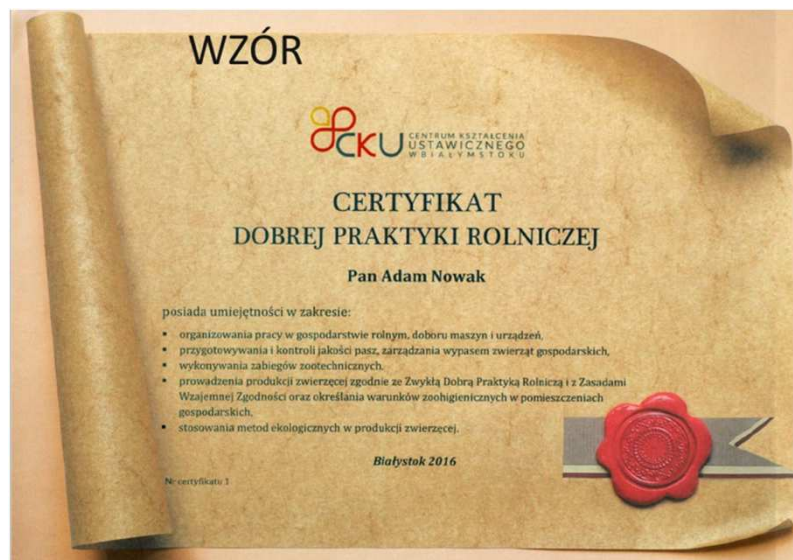 WZÓR
CKU CENTRUM KSZTAŁCENIA
USTAWICZNEGO
W BIAŁYMSTOKU
CERTYFIKAT
DOBREJ PRAKTYKI ROLNICZEJ
Pan Adam Nowak
posiada umiejętności w zakresie:
▪ organizowania pracy w gospodarstwie rolnym, doboru maszyn i urządzeń,
▪ przygotowywania i kontroli jakości pasz, zarządzania wypasem zwierząt gospodarskich,
▪ wykonywania zabiegów zootechnicznych,
▪ prowadzenia produkcji zwierzęcej zgodnie ze Zwykłą Dobrą Praktyką Rolniczą i z Zasadami
Wzajemnej Zgodności oraz określania warunków zoohigienicznych w pomieszczeniach
gospodarskich,
▪ stosowania metod ekologicznych w produkcji zwierzęcej.
Białystok 2016
Nr certyfikatu 1